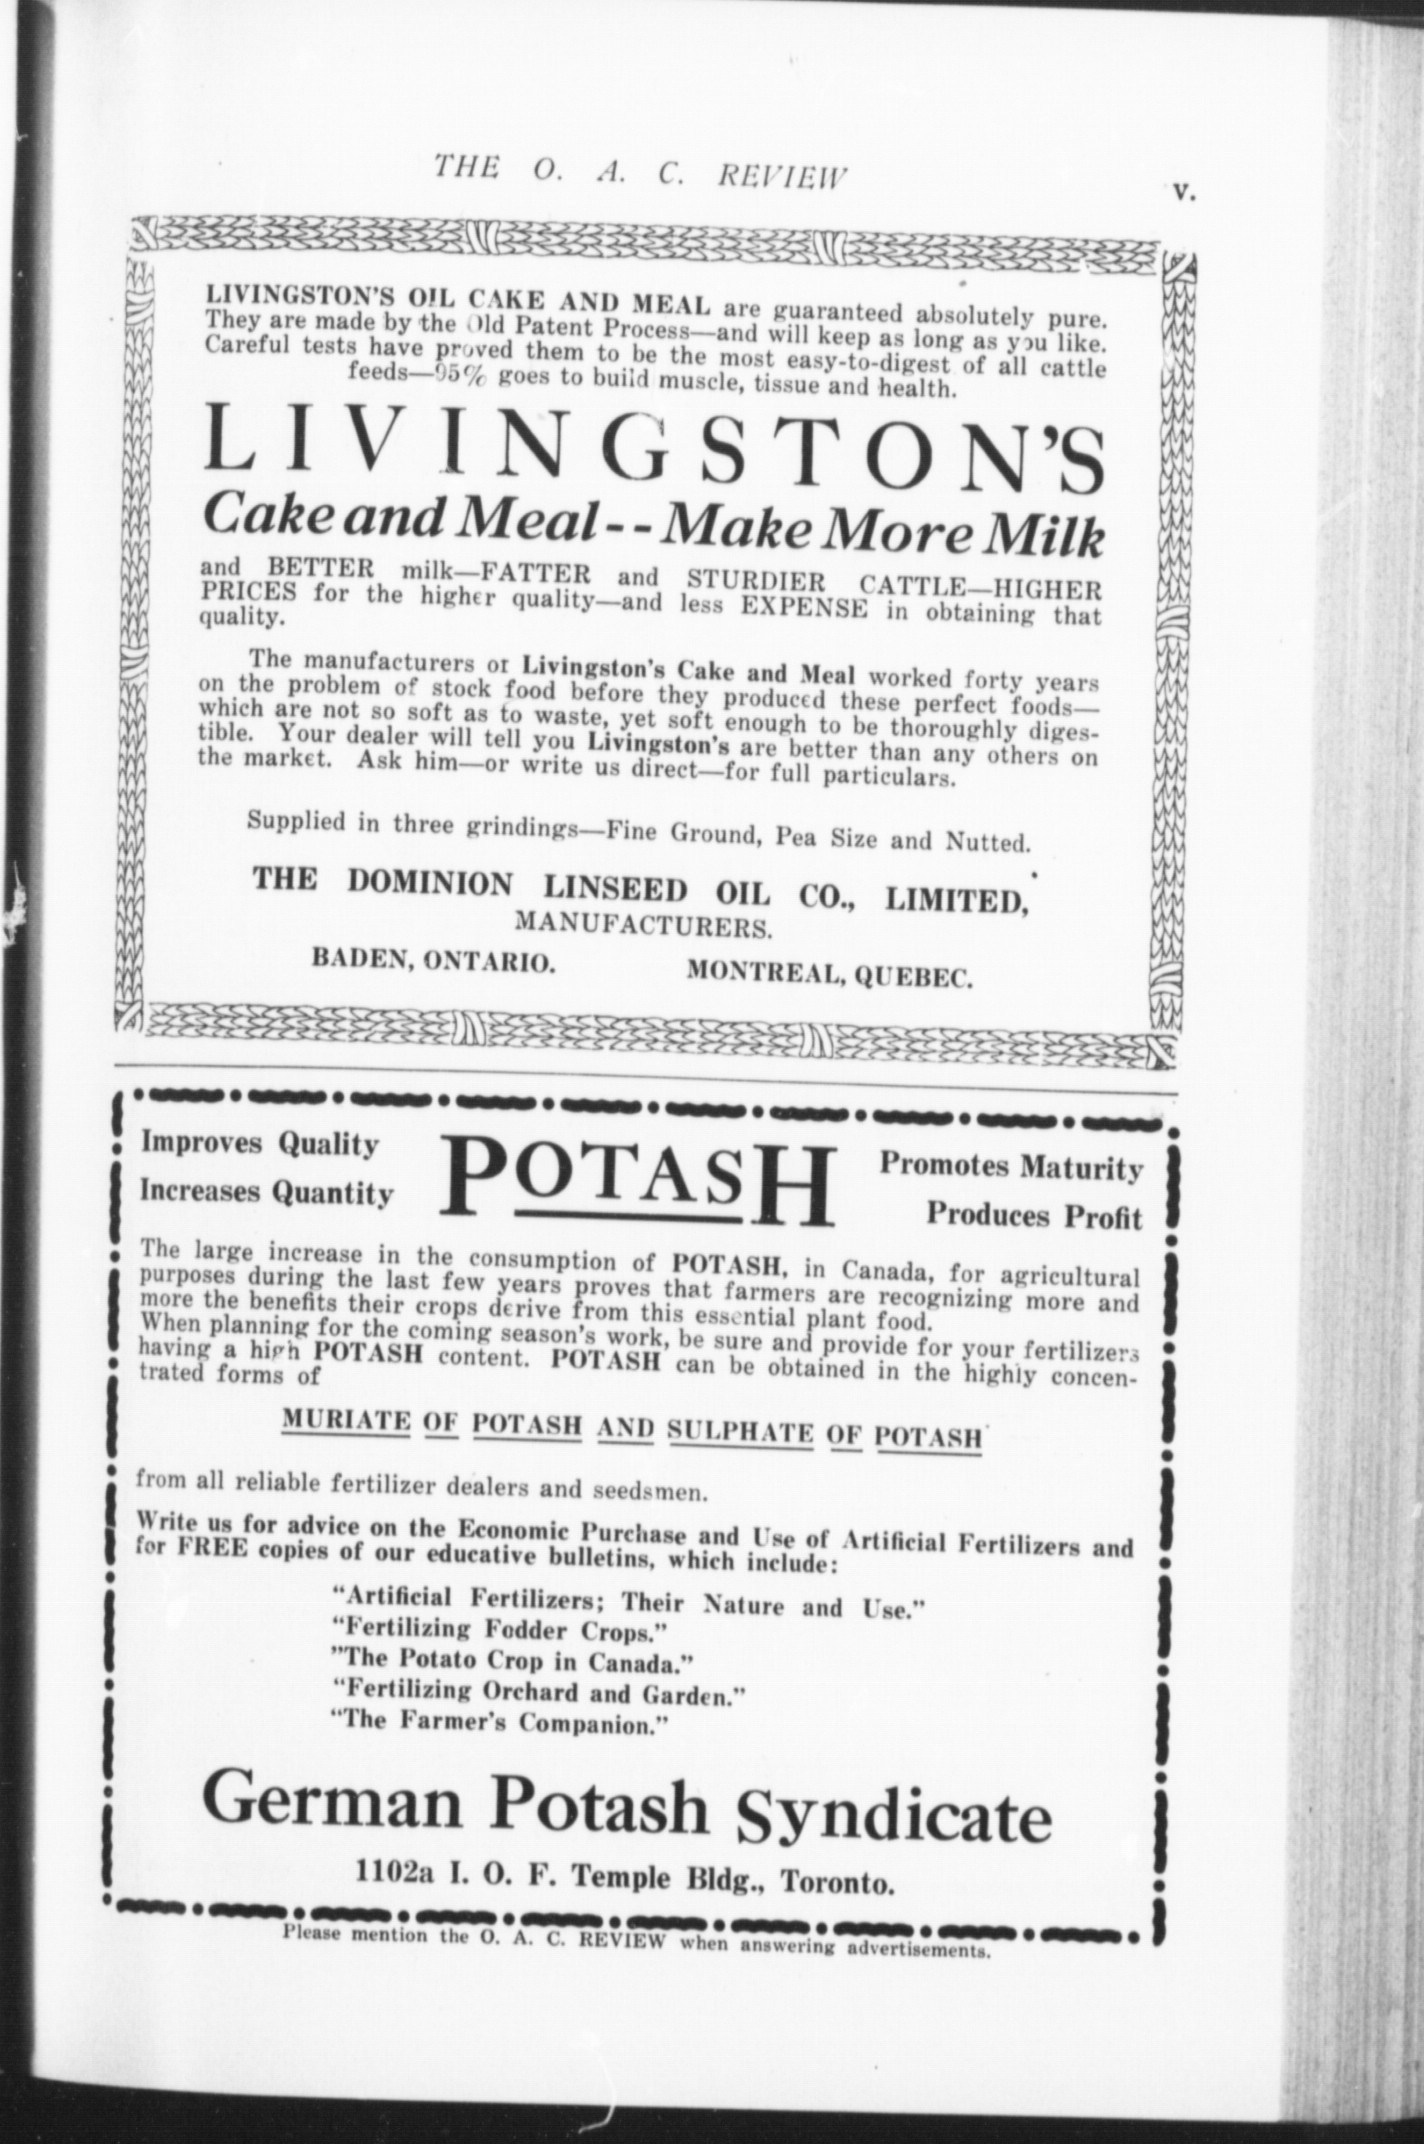 THE O. A. C. REVIEW
v.
LIVINGSTON'S OIL CAKE AND MEAL are guaranteed absolutely pure.
They are made by the Old Patent Process—and will keep as long as you like.
Careful tests have proved them to be the most easy-to-digest of all cattle
feeds—95% goes to build muscle, tissue and health.
LIVINGSTON'S
Cake and Meal--Make More Milk
and BETTER milk—FATTER and STURDIER CATTLE—HIGHER
PRICES for the higher quality—and less EXPENSE in obtaining that
quality.
The manufacturers of Livingston's Cake and Meal worked forty years
on the problem of stock food before they produced these perfect foods—
which are not so soft as to waste, yet soft enough to be thoroughly diges-
tible. Your dealer will tell you Livingston's are better than any others on
the market. Ask him—or write us direct—for full particulars.
Supplied in three grindings—Fine Ground, Pea Size and Nutted.
THE DOMINION LINSEED OIL CO., LIMITED,
MANUFACTURERS.
BADEN, ONTARIO. MONTREAL, QUEBEC.
Improves Quality
Increases Quantity
POTASH
Promotes Maturity
Produces Profit
The large increase in the consumption of POTASH, in Canada, for agricultural
purposes during the last few years proves that farmers are recognizing more and
more the benefits their crops derive from this essential plant food.
When planning for the coming season's work, be sure and provide for your fertilizers
having a high POTASH content. POTASH can be obtained in the highly concen-
trated forms of
MURIATE OF POTASH AND SULPHATE OF POTASH
from all reliable fertilizer dealers and seedsmen.
Write us for advice on the Economic Purchase and Use of Artificial Fertilizers and
for FREE copies of our educative bulletins, which include:
"Artificial Fertilizers; Their Nature and Use."
"Fertilizing Fodder Crops."
"The Potato Crop in Canada."
"Fertilizing Orchard and Garden."
"The Farmer's Companion."
German Potash Syndicate
1102a I. O. F. Temple Bldg., Toronto.
Please mention the O. A. C. REVIEW when answering advertisements.